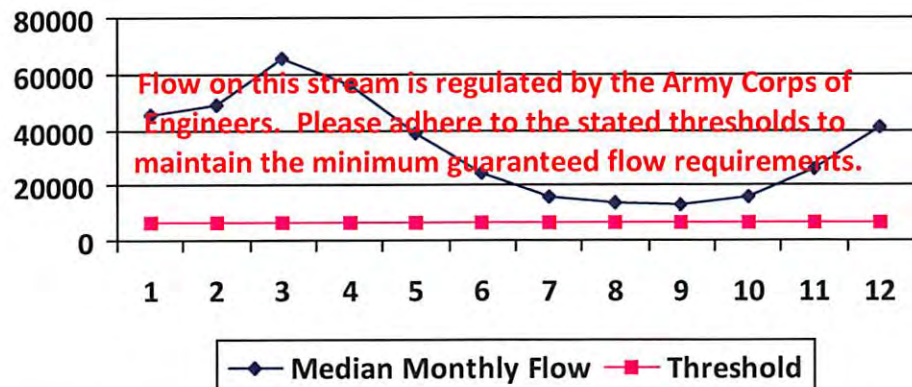 80000
60000
40000
20000
0
Flow on this stream is regulated by the Army Corps of
Engineers. Please adhere to the stated thresholds to
maintain the minimum guaranteed flow requirements.
1 2 3 4 5 6 7 8 9 10 11 12
Median Monthly Flow Threshold